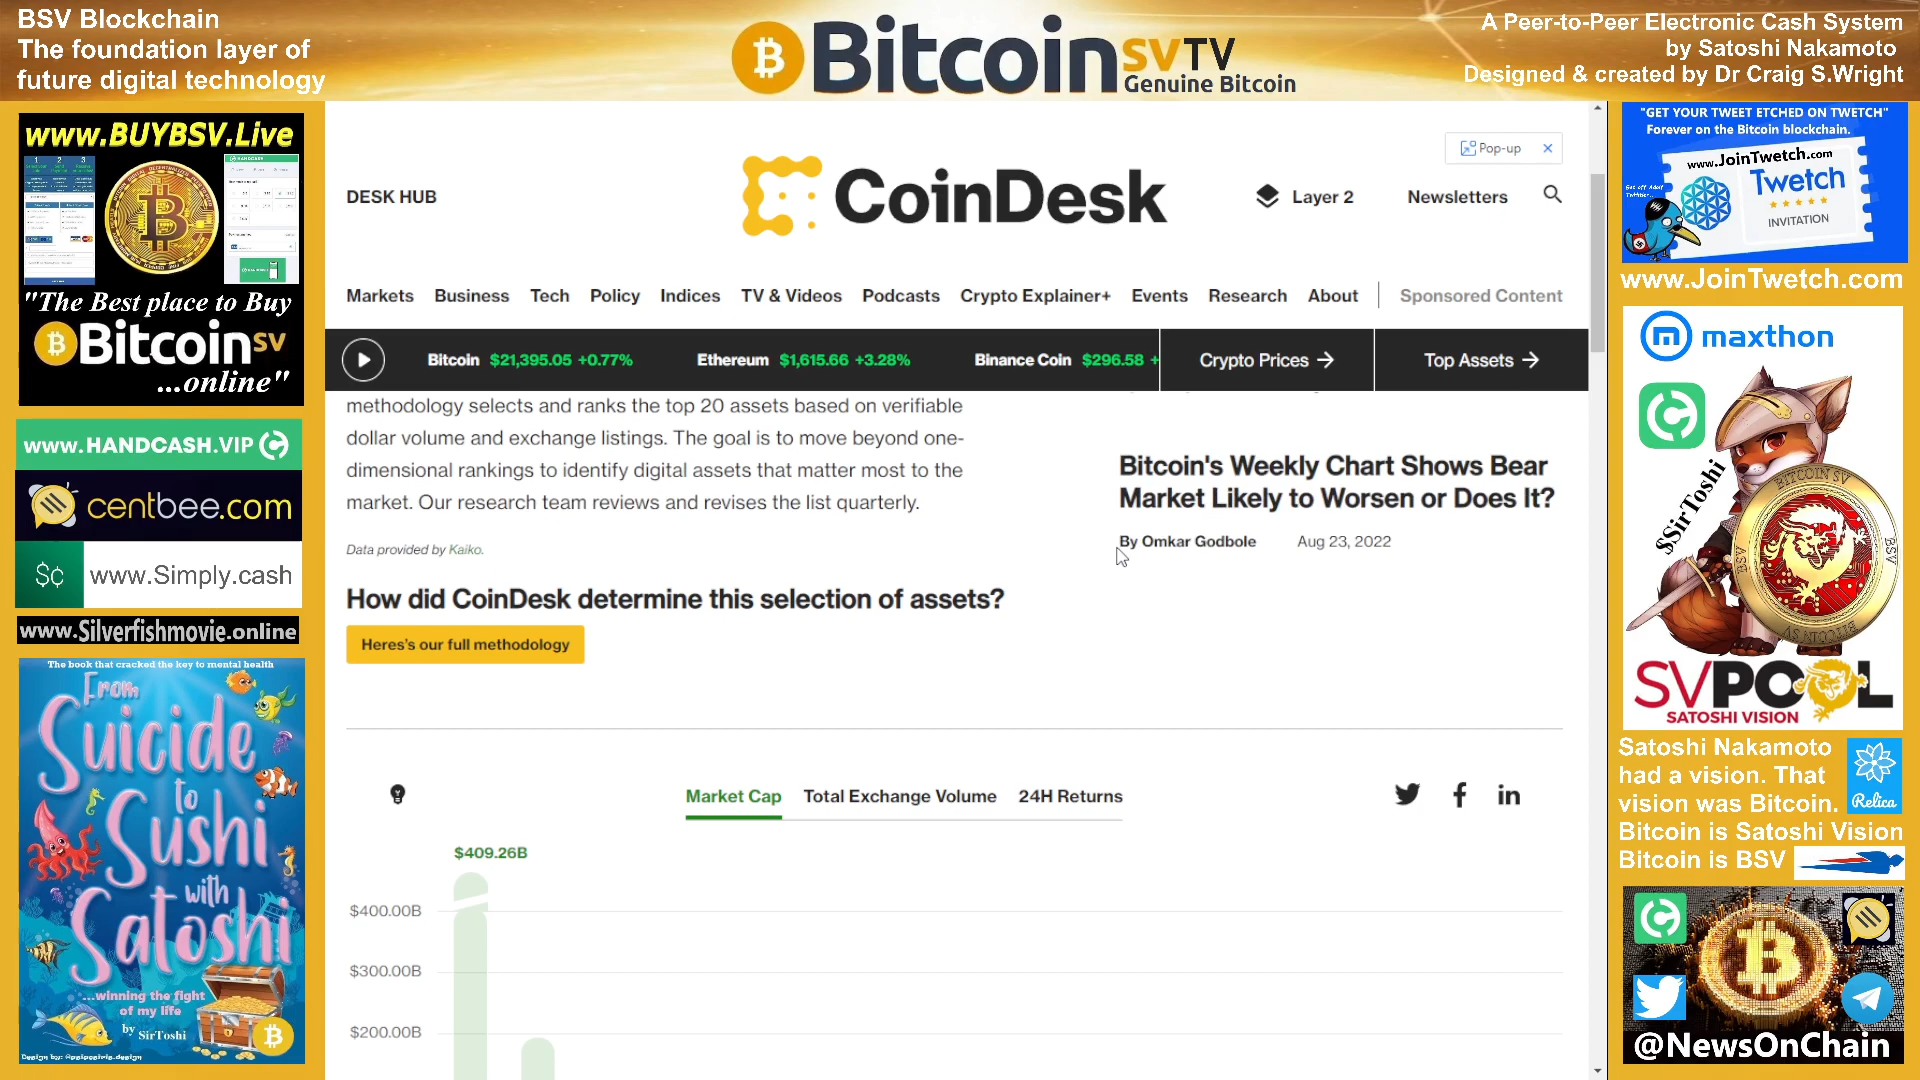 BSV Blockchain
The foundation layer of
future digital technology
Bitcoin SVTV
Genuine Bitcoin
A Peer-to-Peer Electronic Cash System
by Satoshi Nakamoto
Designed & created by Dr Craig S.Wright
www.BUYBSV.Live
"The Best place to Buy
Bitcoin SV
...online"
www.HANDCASH.VIP
centbee.com
$c www.Simply.cash
www.Silverfishmovie.online
The book that cracked the key to mental health
From
Suicide
to
Sushi
with
Satoshi
...winning the fight
of my life
by SirToshi
Pop-up
DESK HUB
CoinDesk
Layer 2
Newsletters
Markets Business Tech Policy Indices TV & Videos Podcasts Crypto Explainer+ Events Research About Sponsored Content
Bitcoin $21,395.05 +0.77% Ethereum $1,615.66 +3.28% Binance Coin $296.58 + Crypto Prices → Top Assets →
methodology selects and ranks the top 20 assets based on verifiable
dollar volume and exchange listings. The goal is to move beyond one-
dimensional rankings to identify digital assets that matter most to the
market. Our research team reviews and revises the list quarterly.
Data provided by Kaiko.
How did CoinDesk determine this selection of assets?
Heres's our full methodology
Bitcoin's Weekly Chart Shows Bear
Market Likely to Worsen or Does It?
By Omkar Godbole Aug 23, 2022
Market Cap Total Exchange Volume 24H Returns
$409.26B
$400.00B
$300.00B
$200.00B
"GET YOUR TWEET ETCHED ON TWETCH"
Forever on the Bitcoin blockchain.
www.JoinTwetch.com
Twetch
INVITATION
www.JoinTwetch.com
maxthon
$SirToshi
BITCOIN SV
BSV
BSV
BITCOIN SV
SVPOOL
SATOSHI VISION
Satoshi Nakamoto
had a vision. That
vision was Bitcoin.
Relica
Bitcoin is Satoshi Vision
Bitcoin is BSV
@NewsOnChain